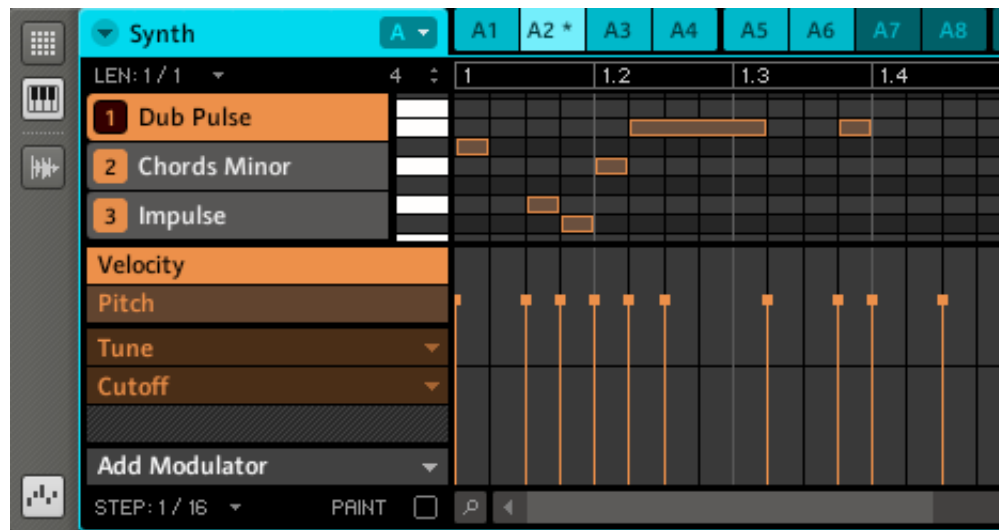 Synth A A1 A2 * A3 A4 A5 A6 A7 A8
LEN: 1 / 1 4 1 1.2 1.3 1.4
1 Dub Pulse
2 Chords Minor
3 Impulse
Velocity
Pitch
Tune
Cutoff
Add Modulator
STEP: 1 / 16 PAINT